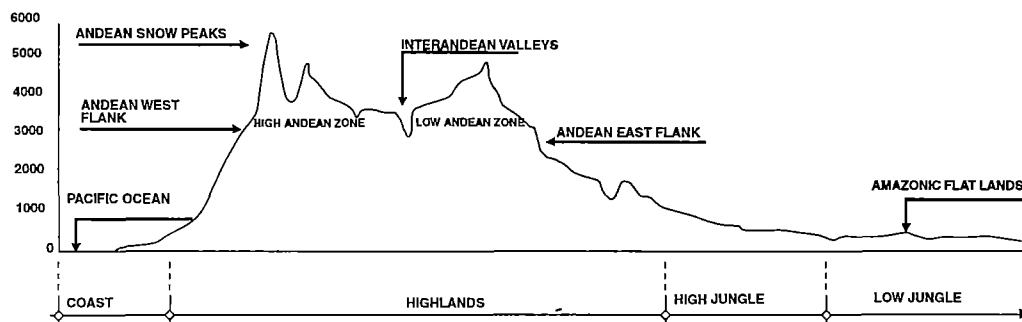 6000
ANDEAN SNOW PEAKS
INTERANDEAN VALLEYS
5000
4000
ANDEAN WEST
FLANK
HIGH ANDEAN ZONE
LOW ANDEAN ZONE
3000
ANDEAN EAST FLANK
2000
PACIFIC OCEAN
AMAZONIC FLAT LANDS
1000
0
COAST
HIGHLANDS
HIGH JUNGLE
LOW JUNGLE